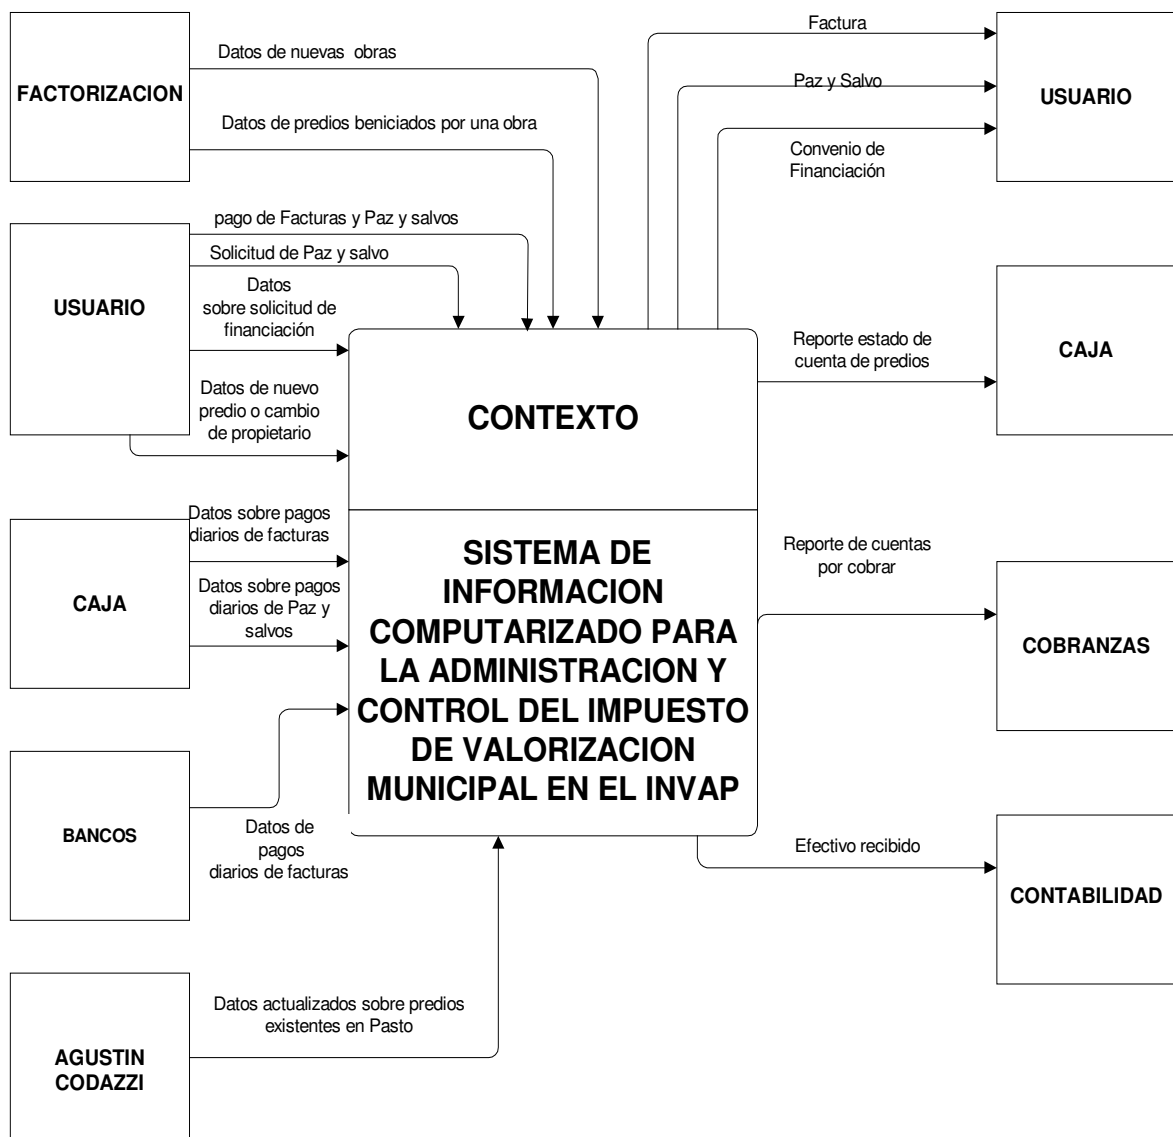 FACTORIZACION
Datos de nuevas obras
Datos de predios beniciados por una obra
USUARIO
pago de Facturas y Paz y salvos
Solicitud de Paz y salvo
Datos
sobre solicitud de
financiación
Datos de nuevo
predio o cambio
de propietario
CAJA
Datos sobre pagos
diarios de facturas
Datos sobre pagos
diarios de Paz y
salvos
BANCOS
Datos de
pagos
diarios de facturas
AGUSTIN
CODAZZI
Datos actualizados sobre predios
existentes en Pasto
CONTEXTO
SISTEMA DE
INFORMACION
COMPUTARIZADO PARA
LA ADMINISTRACION Y
CONTROL DEL IMPUESTO
DE VALORIZACION
MUNICIPAL EN EL INVAP
Factura
Paz y Salvo
Convenio de
Financiación
USUARIO
Reporte estado de
cuenta de predios
CAJA
Reporte de cuentas
por cobrar
COBRANZAS
Efectivo recibido
CONTABILIDAD